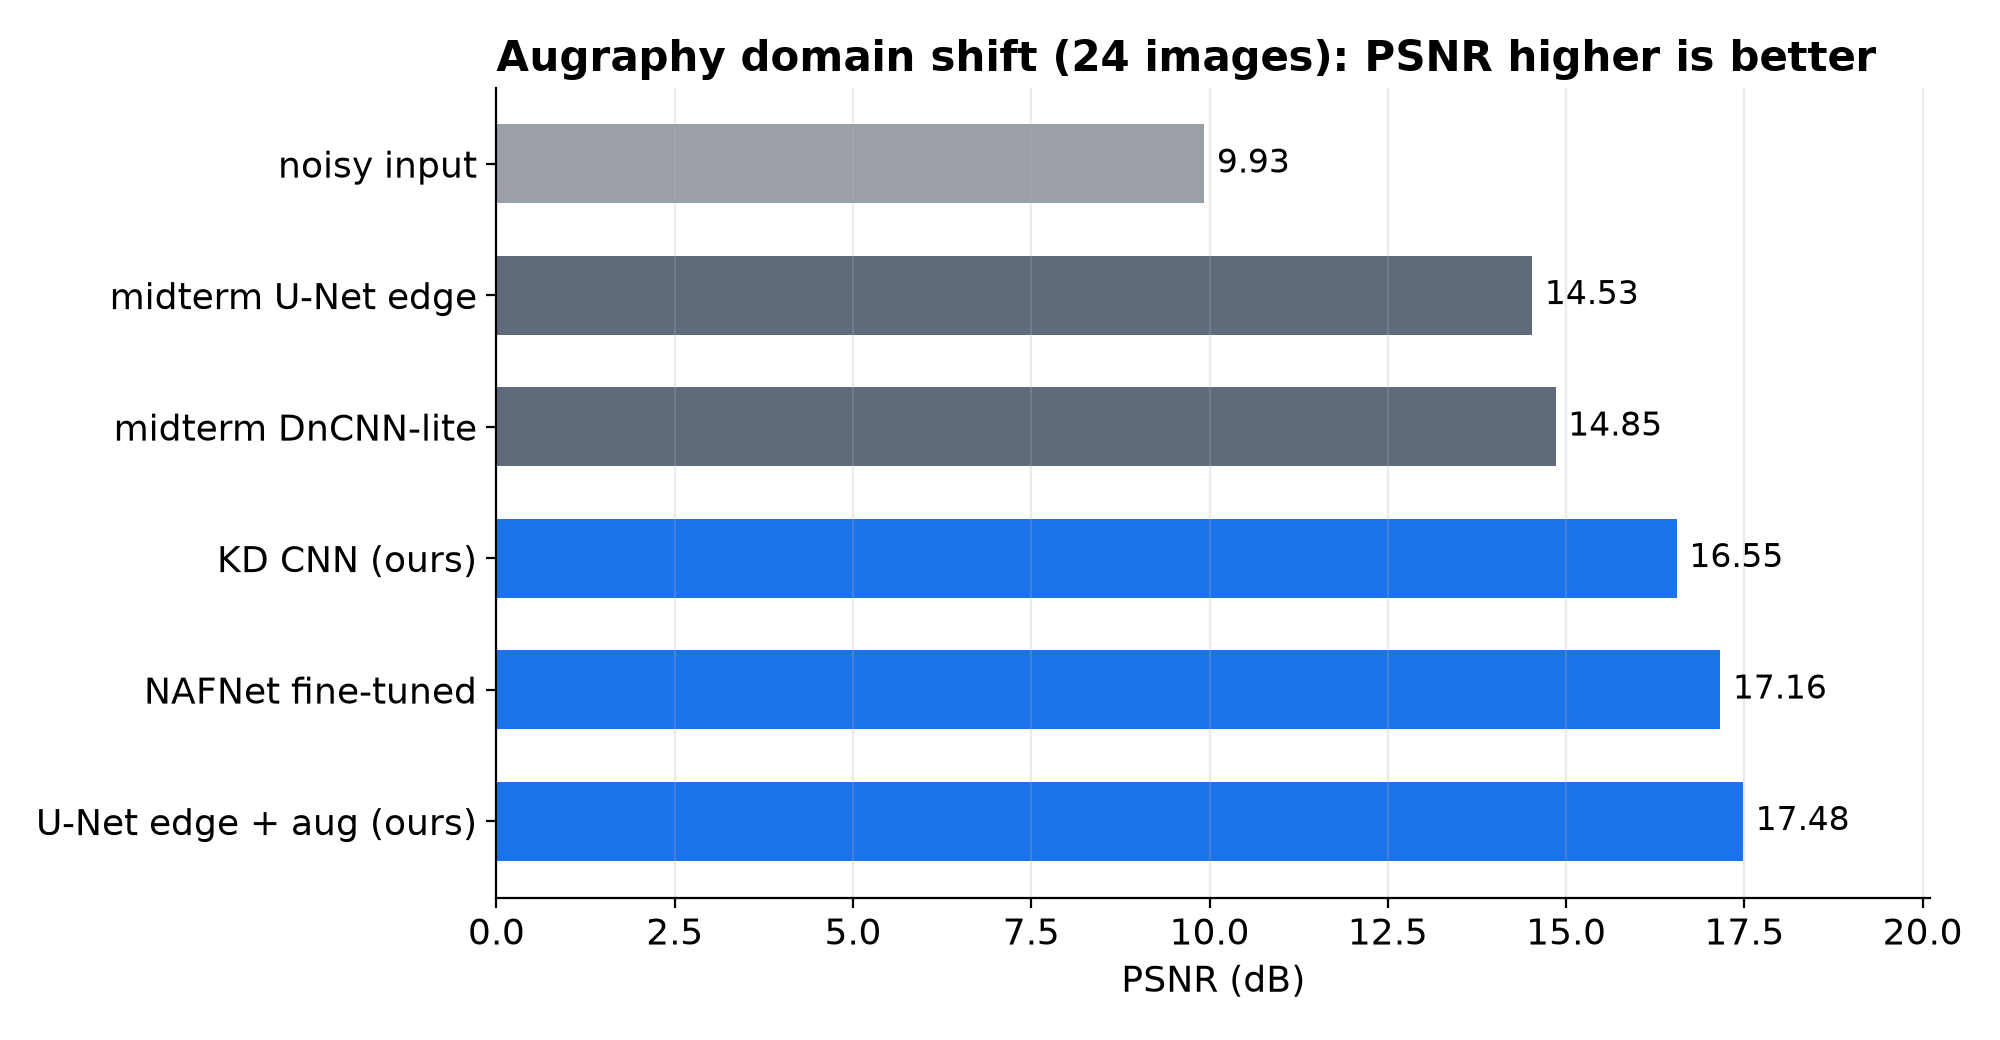 Augraphy domain shift (24 images): PSNR higher is better
noisy input
9.93
midterm U-Net edge
14.53
midterm DnCNN-lite
14.85
KD CNN (ours)
16.55
NAFNet fine-tuned
17.16
U-Net edge + aug (ours)
17.48
0.0 2.5 5.0 7.5 10.0 12.5 15.0 17.5 20.0
PSNR (dB)